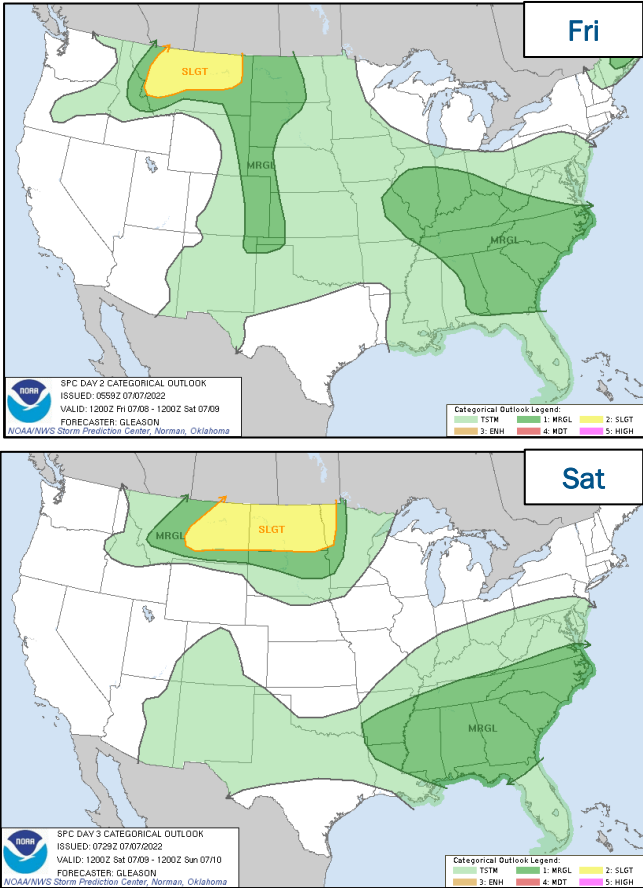 Fri
SLGT
MRGL
MRGL
NOAA
SPC DAY 2 CATEGORICAL OUTLOOK
ISSUED: 0559Z 07/07/2022
VALID: 1200Z Fri 07/08 - 1200Z Sat 07/09
FORECASTER: GLEASON
NOAA/NWS Storm Prediction Center, Norman, Oklahoma
Categorical Outlook Legend:
TSTM 1: MRGL 2: SLGT
3: ENH 4: MDT 5: HIGH
Sat
SLGT
MRGL
MRGL
NOAA
SPC DAY 3 CATEGORICAL OUTLOOK
ISSUED: 0729Z 07/07/2022
VALID: 1200Z Sat 07/09 - 1200Z Sun 07/10
FORECASTER: GLEASON
NOAA/NWS Storm Prediction Center, Norman, Oklahoma
Categorical Outlook Legend:
TSTM 1: MRGL 2: SLGT
3: ENH 4: MDT 5: HIGH